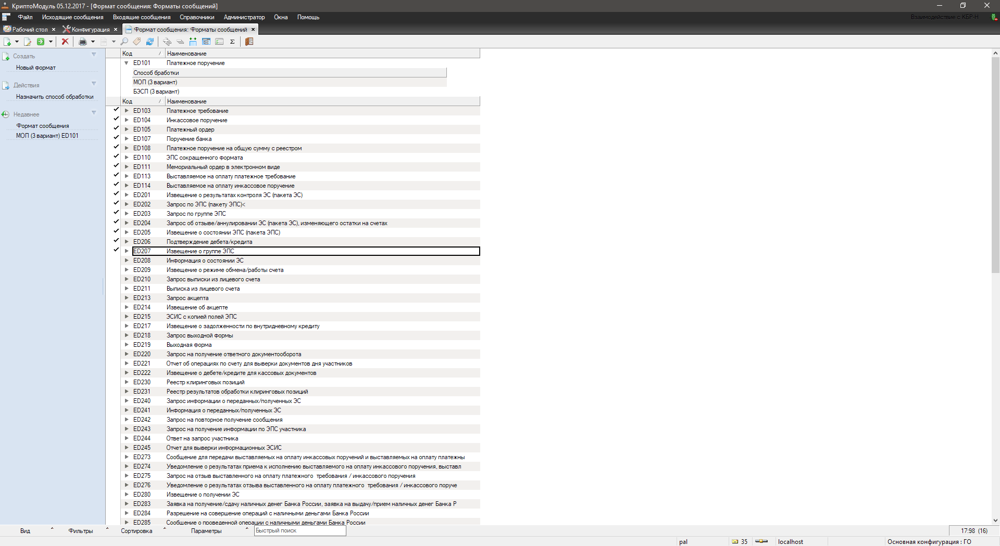 КриптоМодуль 05.12.2017 - [Формат сообщения: Форматы сообщений]
Файл Исходящие сообщения Входящие сообщения Справочники Администратор Окна Помощь Взаимодействие с КБР-Н
Рабочий стол Конфигурация Формат сообщения: Форматы сообщений
Создать
Новый формат
Действия
Назначить способ обработки
Недавнее
Формат сообщения
МОП (3 вариант) ED101
Код Наименование
ED101 Платежное поручение
Способ бработки
МОП (3 вариант)
БЭСП (3 вариант)
Код Наименование
ED103 Платежное требование
ED104 Инкассовое поручение
ED105 Платежный ордер
ED107 Поручение банка
ED108 Платежное поручение на общую сумму с реестром
ED110 ЭПС сокращенного формата
ED111 Мемориальный ордер в электронном виде
ED113 Выставляемое на оплату платежное требование
ED114 Выставляемое на оплату инкассовое поручение
ED201 Извещение о результатах контроля ЭС (пакета ЭС)
ED202 Запрос по ЭПС (пакету ЭПС)<
ED203 Запрос по группе ЭПС
ED204 Запрос об отзыве/аннулировании ЭС (пакета ЭС), изменяющего остатки на счетах
ED205 Извещение о состоянии ЭПС (пакета ЭПС)
ED206 Подтверждение дебета/кредита
ED207 Извещение о группе ЭПС
ED208 Информация о состоянии ЭС
ED209 Извещение о режиме обмена/работы счета
ED210 Запрос выписки из лицевого счета
ED211 Выписка из лицевого счета
ED213 Запрос акцепта
ED214 Извещение об акцепте
ED215 ЭСИС с копией полей ЭПС
ED217 Извещение о задолженности по внутридневному кредиту
ED218 Запрос выходной формы
ED219 Выходная форма
ED220 Запрос на получение ответного документооборота
ED221 Отчет об операциях по счету для выверки документов дня участников
ED222 Извещение о дебете/кредите для кассовых документов
ED230 Реестр клиринговых позиций
ED231 Реестр результатов обработки клиринговых позиций
ED240 Запрос информации о переданных/полученных ЭС
ED241 Информация о переданных/полученных ЭС
ED242 Запрос на повторное получение сообщения
ED243 Запрос на получение информации по ЭПС участника
ED244 Ответ на запрос участника
ED245 Отчет для выверки информационных ЭСИС
ED273 Сообщение для передачи выставляемых на оплату инкассовых поручений и выставляемых на оплату платежны
ED274 Уведомление о результатах приема к исполнению выставляемого на оплату инкассового поручения, выставл
ED275 Запрос на отзыв выставленного на оплату платежного требования / инкассового поручения
ED276 Уведомление о результатах отзыва выставленного на оплату платежного требования / инкассового поруче
ED280 Извещение о получении ЭС
ED283 Заявка на получение/сдачу наличных денег Банка России, заявка на выдачу/прием наличных денег Банка Р
ED284 Разрешение на совершение операций с наличными деньгами Банка России
ED285 Сообщение о проведенной операции с наличными деньгами Банка России
Вид Фильтры Сортировка Параметры Быстрый поиск 17:98 (16)
pal 35 localhost Основная конфигурация : ГО